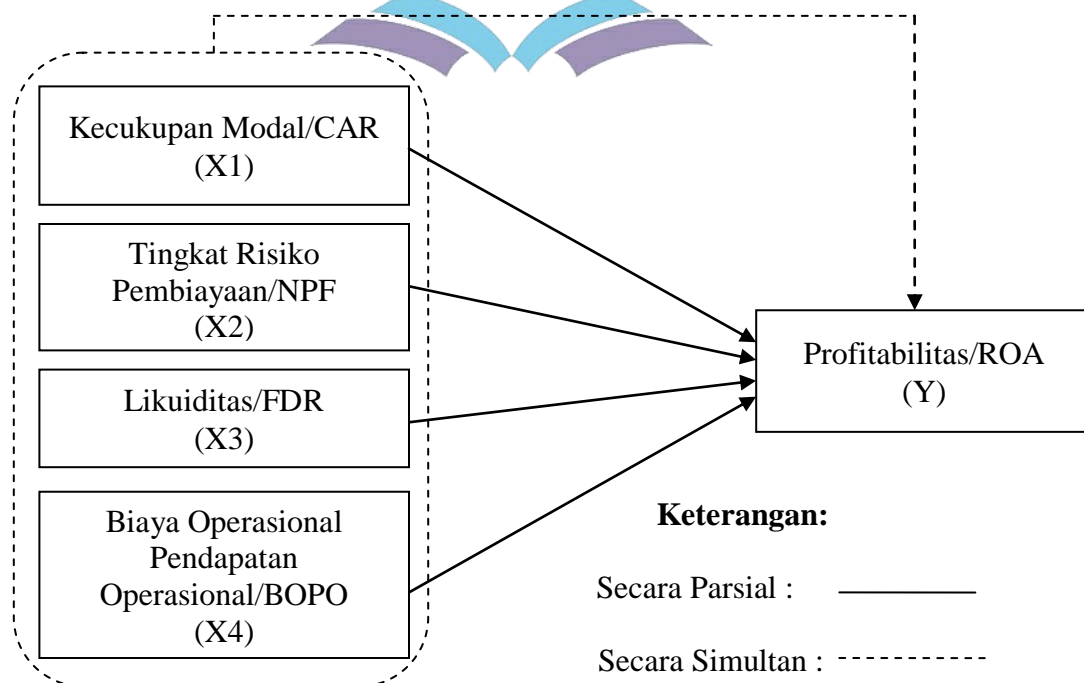 Kecukupan Modal/CAR
(X1)
Tingkat Risiko
Pembiayaan/NPF
(X2)
Likuiditas/FDR
(X3)
Biaya Operasional
Pendapatan
Operasional/BOPO
(X4)
Profitabilitas/ROA
(Y)
Keterangan:
Secara Parsial :
Secara Simultan :